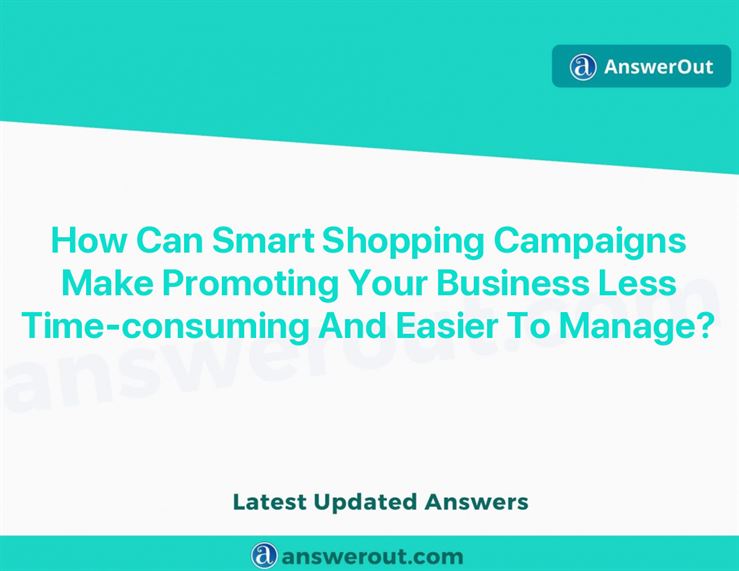 AnswerOut
How Can Smart Shopping Campaigns
Make Promoting Your Business Less
Time-consuming And Easier To Manage?
answerout.com
Latest Updated Answers
answerout.com